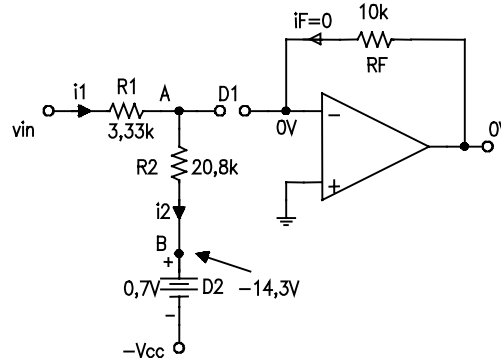 iF=0
10k
RF
i1
R1
A
D1
vin
3,33k
0V
−
+
0V
R2
20,8k
i2
B
+
0,7V
D2
−14,3V
−
−Vcc